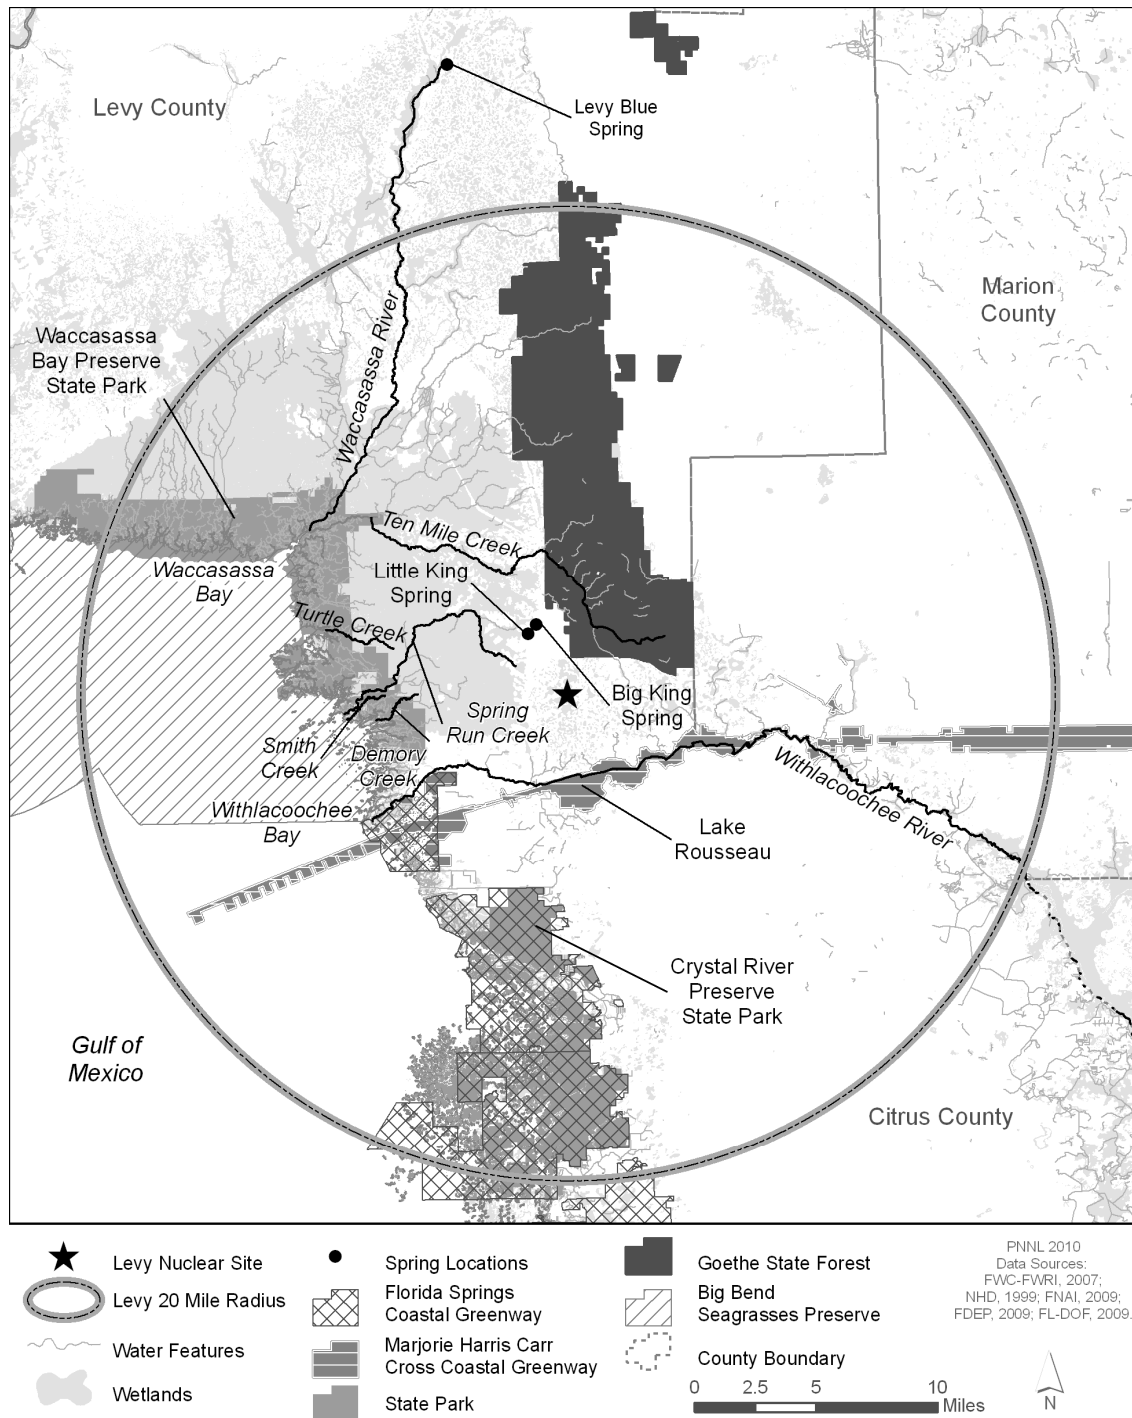 Levy County
Levy Blue
Spring
Marion
County
Waccasassa
Bay Preserve
State Park
Waccasassa River
Ten Mile Creek
Little King
Spring
Waccasassa
Bay
Turtle Creek
Big King
Spring
Spring
Run Creek
Smith
Creek
Demory
Creek
Withlacoochee
Bay
Withlacoochee River
Lake
Rousseau
Crystal River
Preserve
State Park
Gulf of
Mexico
Citrus County
Levy Nuclear Site
Levy 20 Mile Radius
Water Features
Wetlands
Spring Locations
Florida Springs
Coastal Greenway
Marjorie Harris Carr
Cross Coastal Greenway
State Park
Goethe State Forest
Big Bend
Seagrasses Preserve
County Boundary
0 2.5 5 10
Miles
PNNL 2010
Data Sources:
FWC-FWRI, 2007;
NHD, 1999; FNAI, 2009;
FDEP, 2009; FL-DOF, 2009.
N